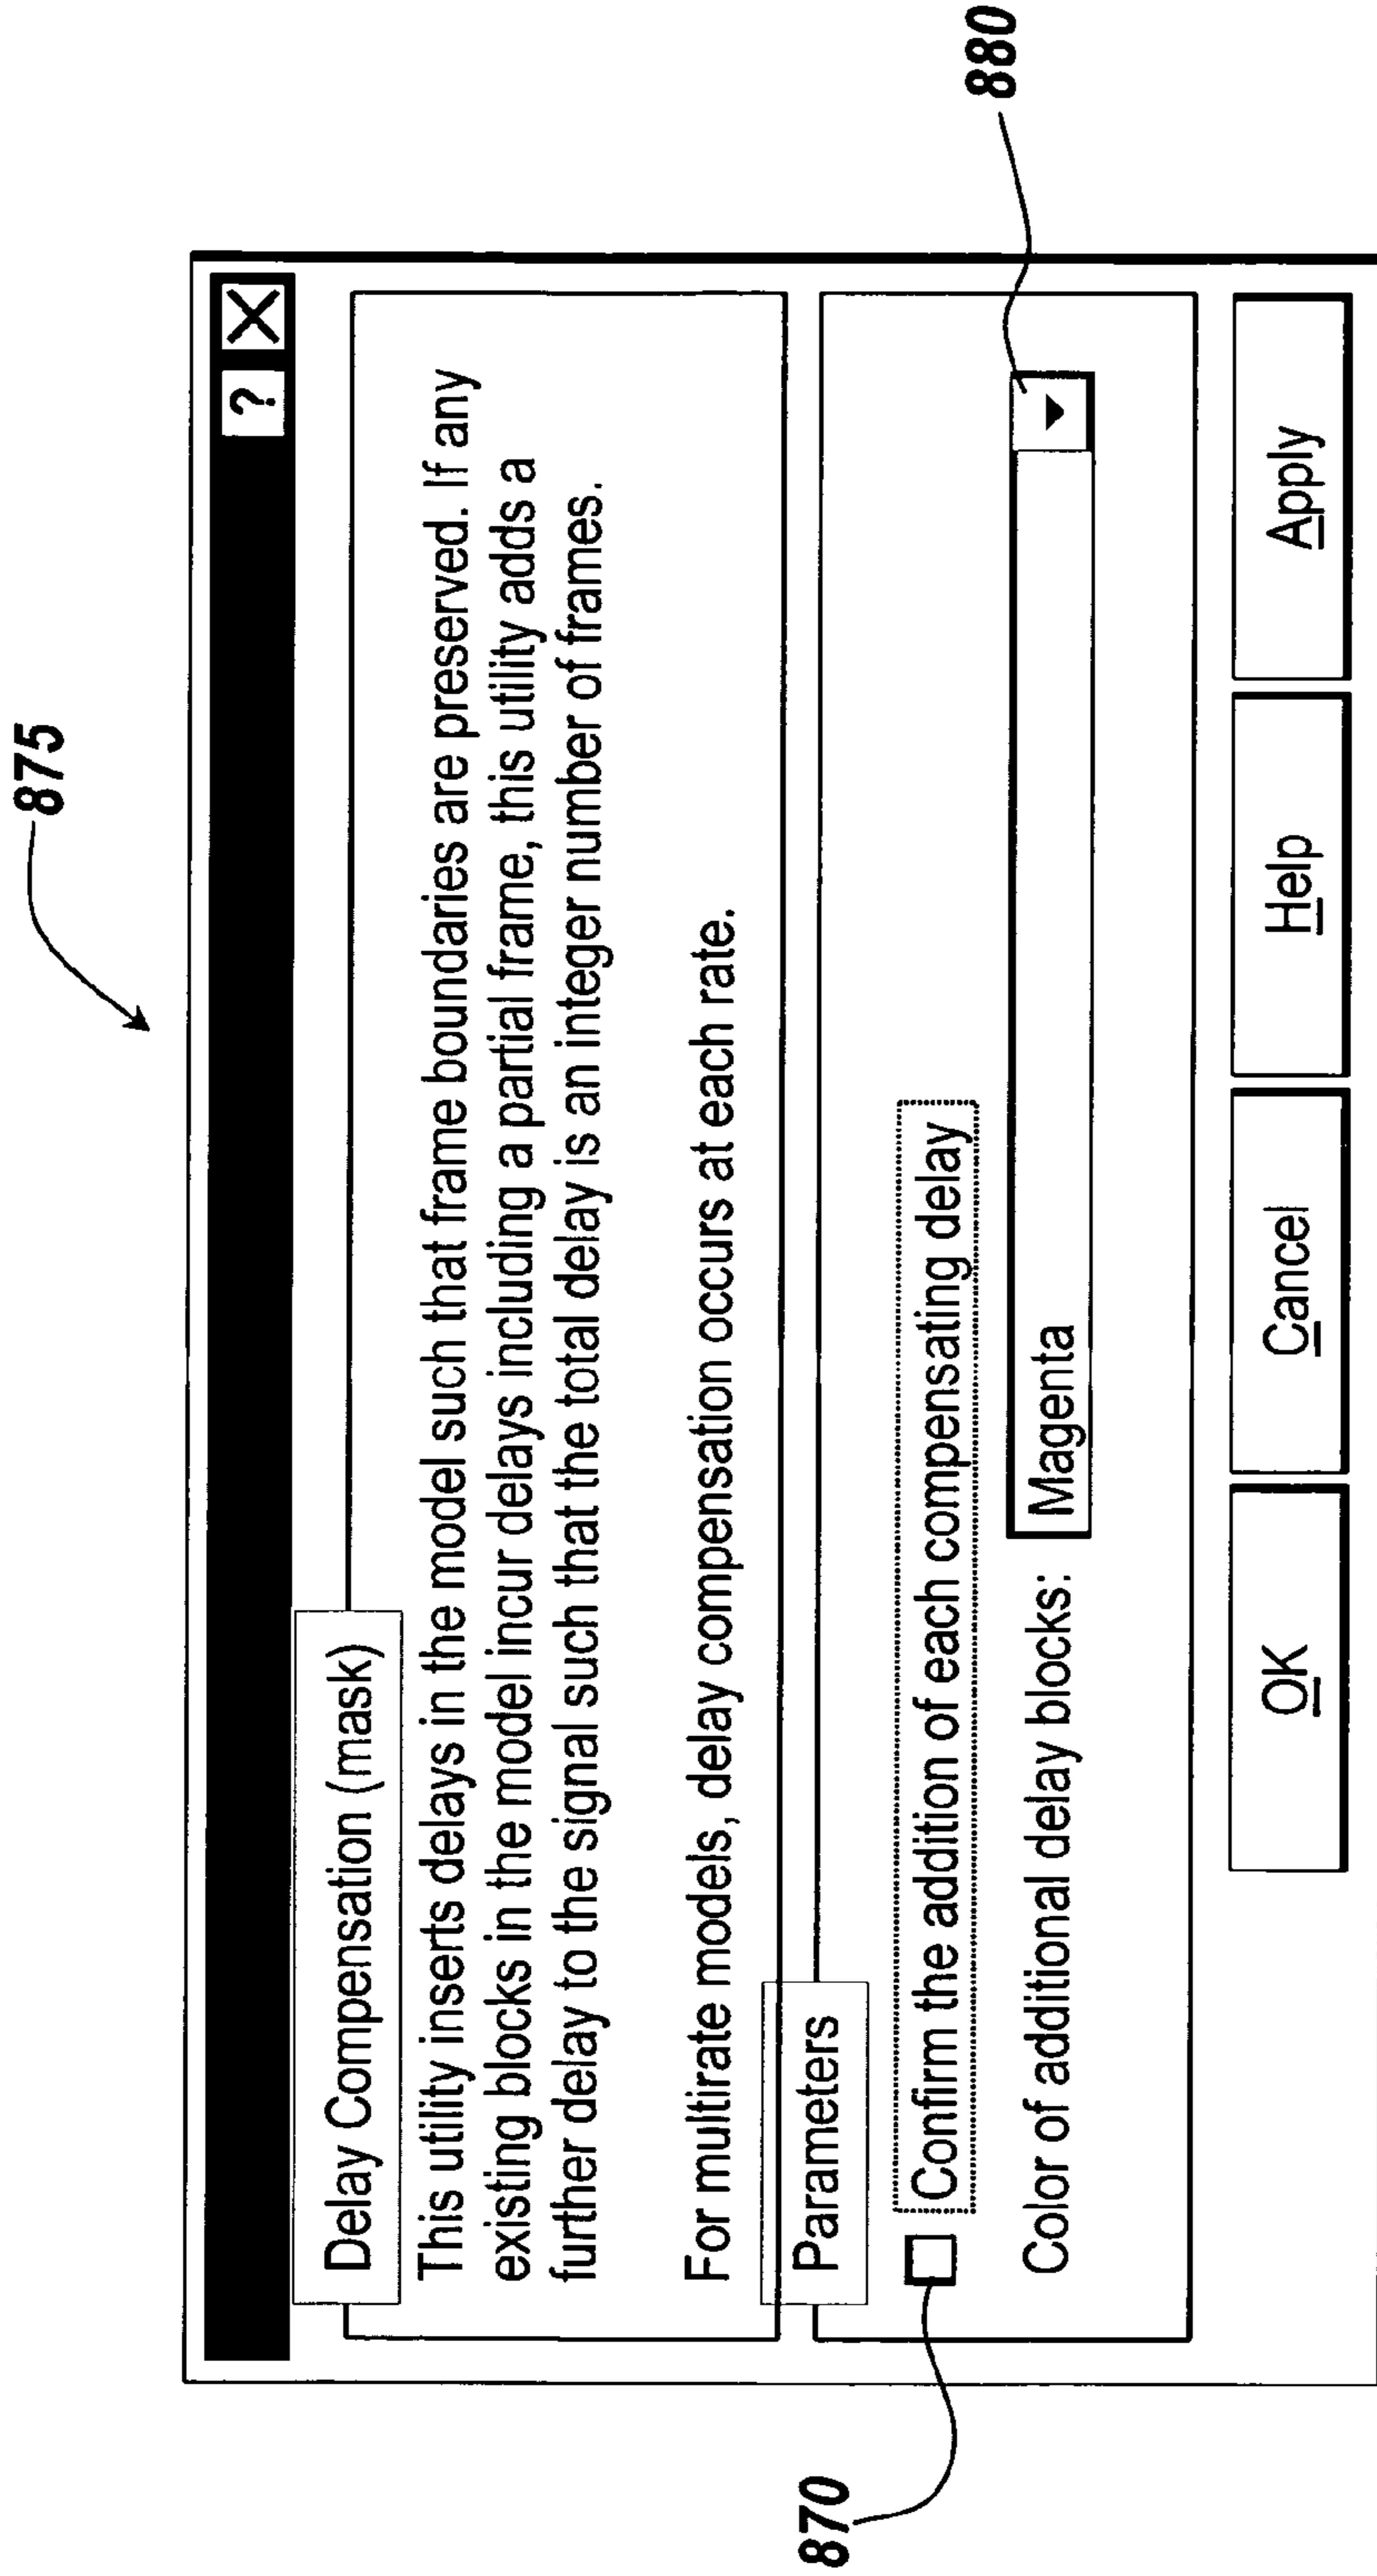 875
? X
Delay Compensation (mask)
This utility inserts delays in the model such that frame boundaries are preserved. If any
existing blocks in the model incur delays including a partial frame, this utility adds a
further delay to the signal such that the total delay is an integer number of frames.
For multirate models, delay compensation occurs at each rate.
Parameters
870
Confirm the addition of each compensating delay
Color of additional delay blocks: Magenta
880
OK Cancel Help Apply